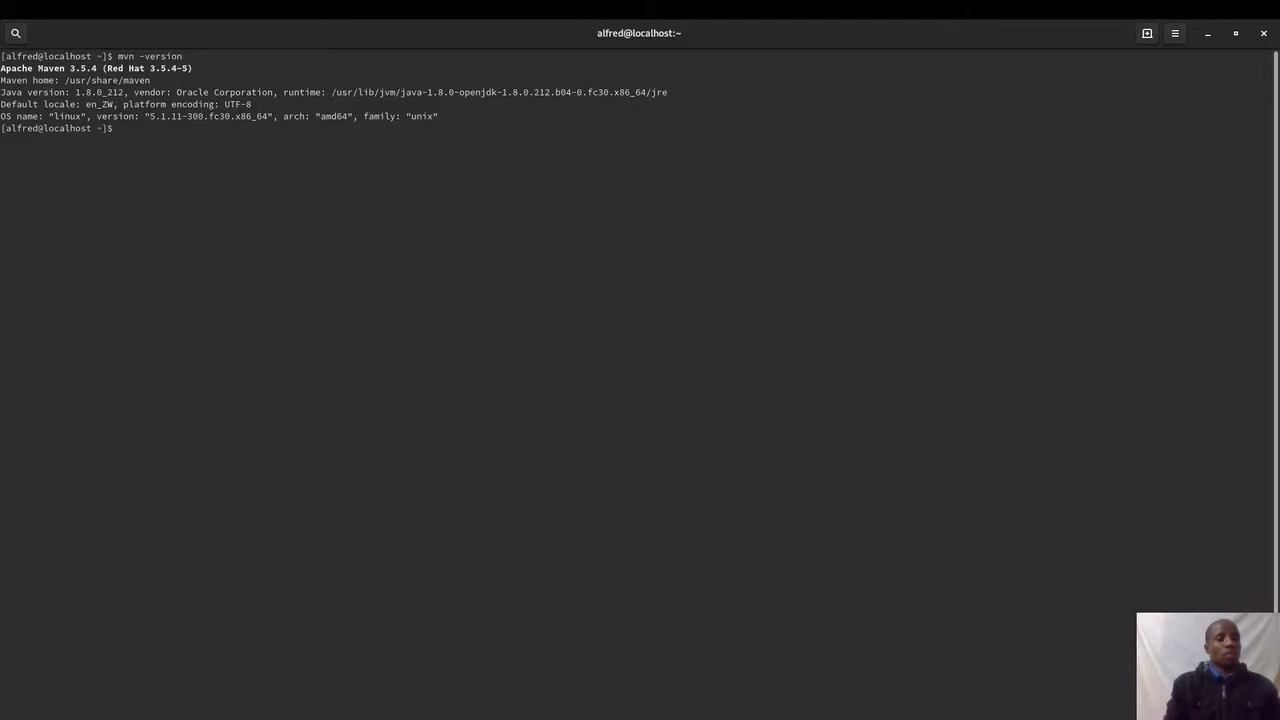 alfred@localhost:~
[alfred@localhost ~]$ mvn -version
Apache Maven 3.5.4 (Red Hat 3.5.4-5)
Maven home: /usr/share/maven
Java version: 1.8.0_212, vendor: Oracle Corporation, runtime: /usr/lib/jvm/java-1.8.0-openjdk-1.8.0.212.b04-0.fc30.x86_64/jre
Default locale: en_ZW, platform encoding: UTF-8
OS name: "linux", version: "5.1.11-300.fc30.x86_64", arch: "amd64", family: "unix"
[alfred@localhost ~]$